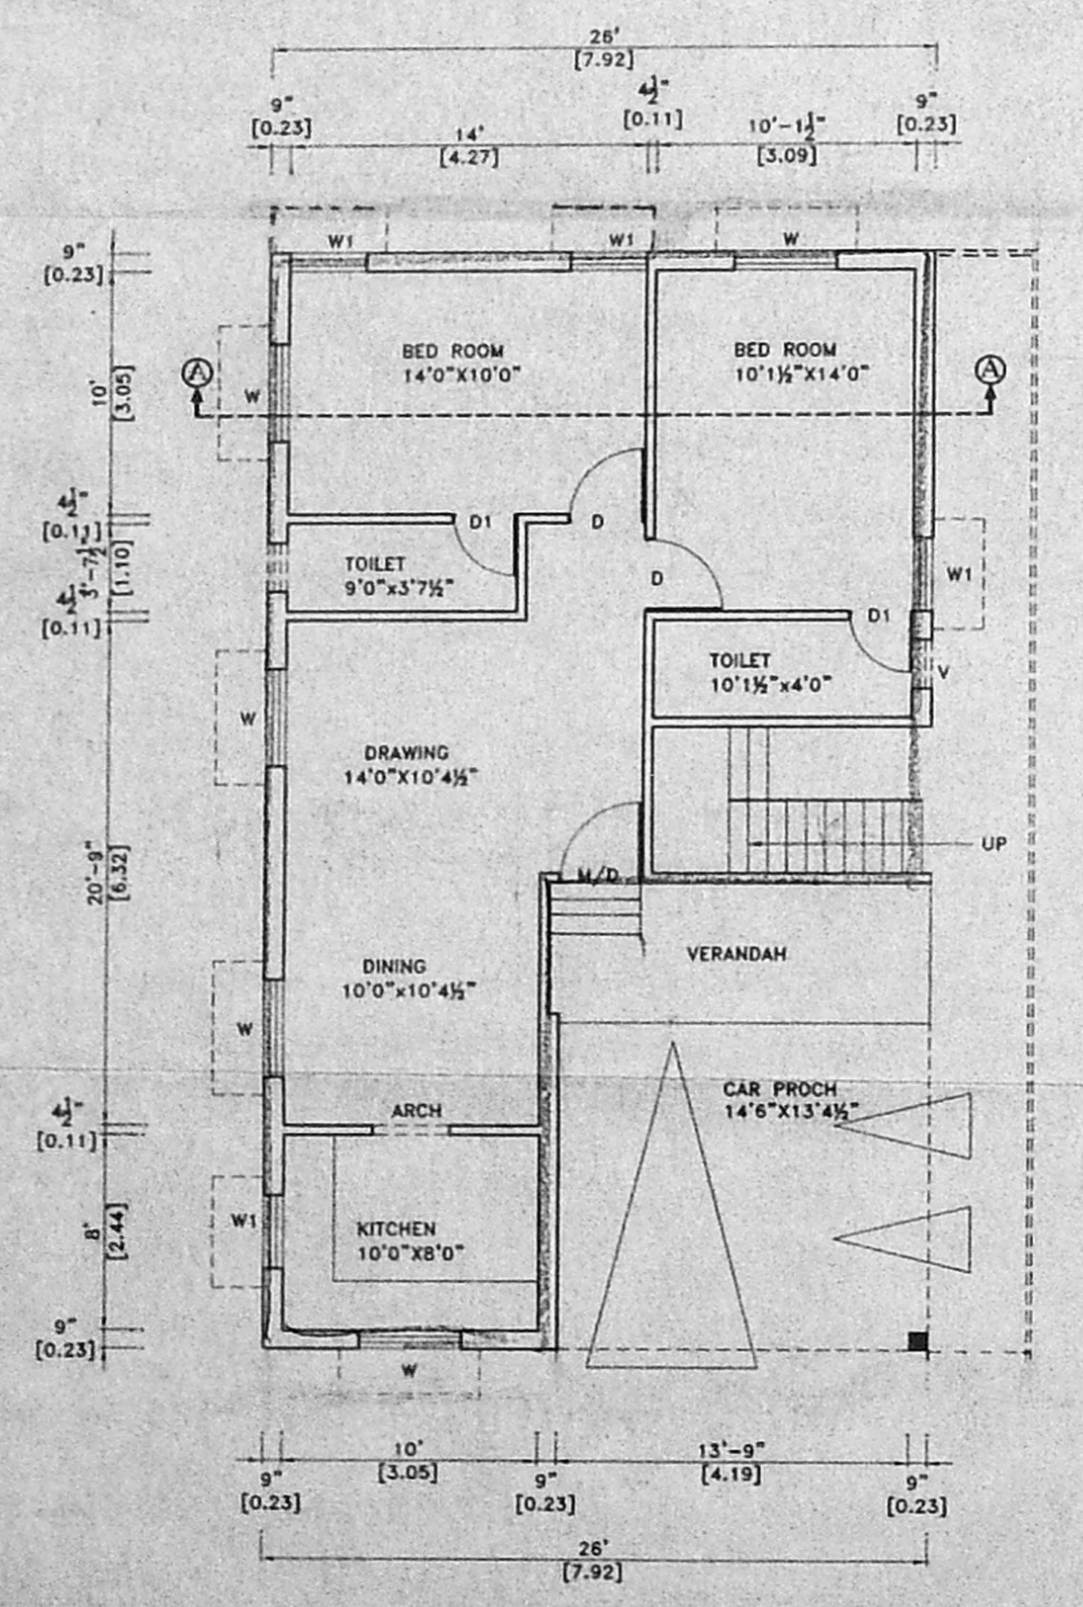 26'
[7.92]
9"
[0.23]
14'
[4.27]
4½"
[0.11]
10'-1½"
[3.09]
9"
[0.23]
W1
W1
W
9"
[0.23]
BED ROOM
14'0"X10'0"
BED ROOM
10'1½"X14'0"
A
A
W
10'
[3.05]
4½"
[0.11]
D1
D
3'-7½"
[1.10]
TOILET
9'0"x3'7½"
D
W1
4½"
[0.11]
D1
TOILET
10'1½"x4'0"
V
W
DRAWING
14'0"X10'4½"
UP
M/D
20'-9"
[6.32]
VERANDAH
DINING
10'0"x10'4½"
W
CAR PROCH
14'6"X13'4½"
4½"
[0.11]
ARCH
W1
KITCHEN
10'0"X8'0"
8'
[2.44]
9"
[0.23]
W
10'
[3.05]
13'-9"
[4.19]
9"
[0.23]
9"
[0.23]
9"
[0.23]
26'
[7.92]